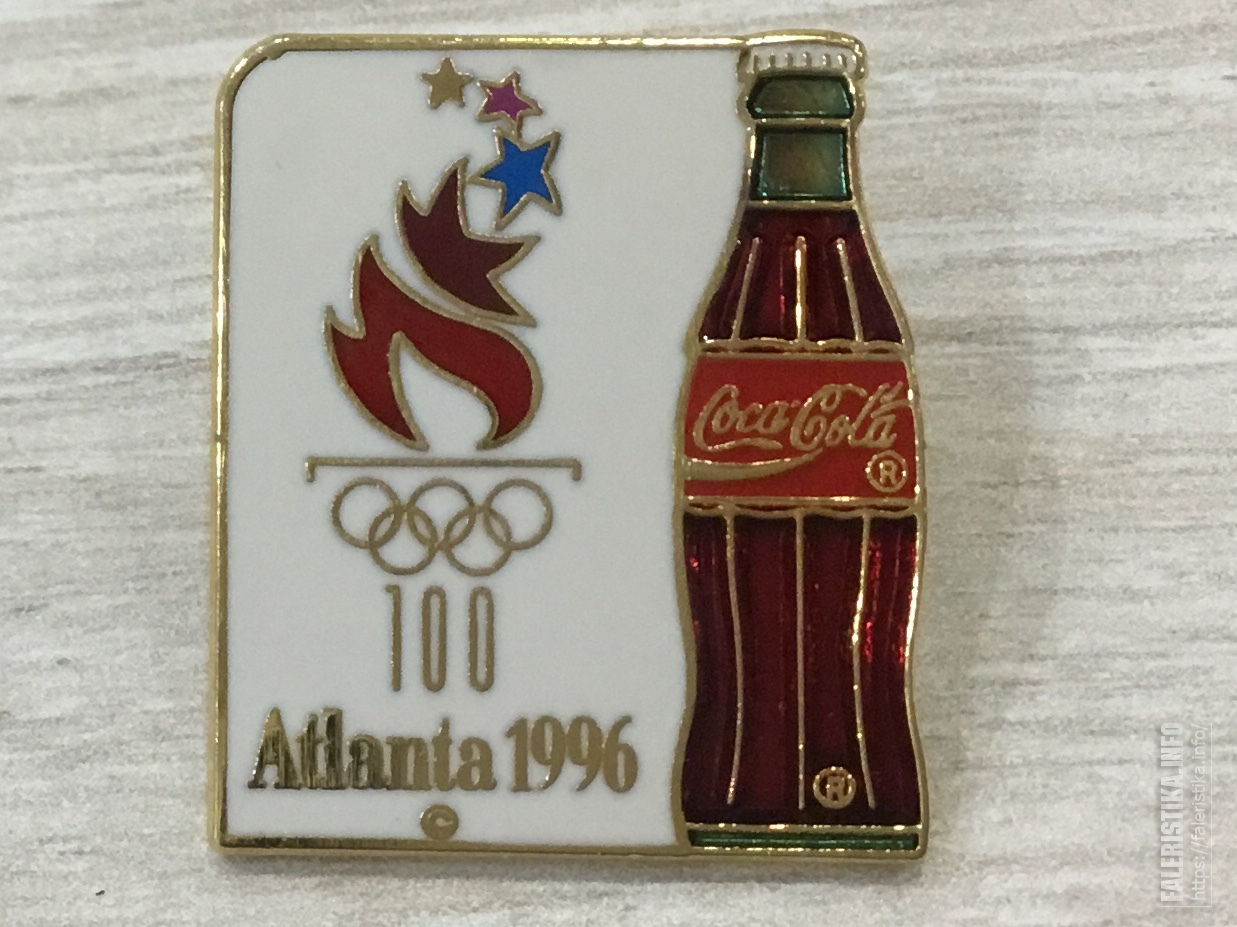 Coca-Cola
®
100
Atlanta 1996
©
®
FALERISTIKA.INFO
https://faleristika.info/